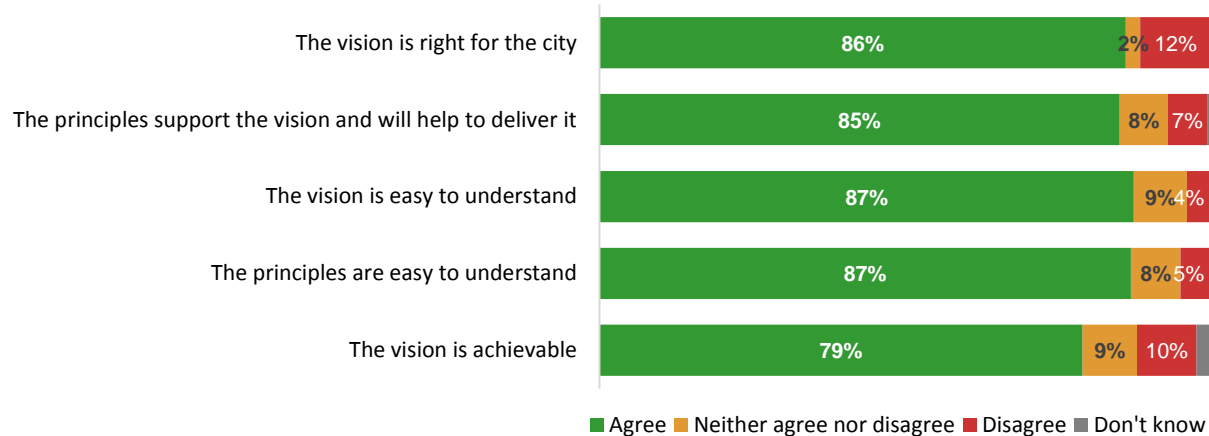 The vision is right for the city 86% 2% 12%
The principles support the vision and will help to deliver it 85% 8% 7%
The vision is easy to understand 87% 9% 4%
The principles are easy to understand 87% 8% 5%
The vision is achievable 79% 9% 10%
Agree Neither agree nor disagree Disagree Don't know